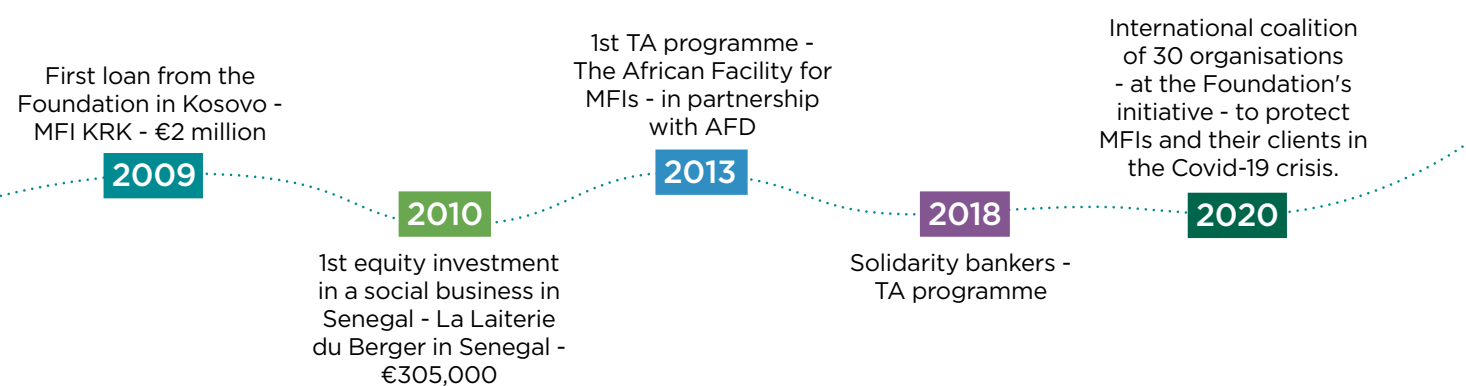 First loan from the
Foundation in Kosovo -
MFI KRK - €2 million
2009
2010
1st equity investment
in a social business in
Senegal - La Laiterie
du Berger in Senegal -
€305,000
1st TA programme -
The African Facility for
MFIs - in partnership
with AFD
2013
2018
Solidarity bankers -
TA programme
International coalition
of 30 organisations
- at the Foundation's
initiative - to protect
MFIs and their clients in
the Covid-19 crisis.
2020